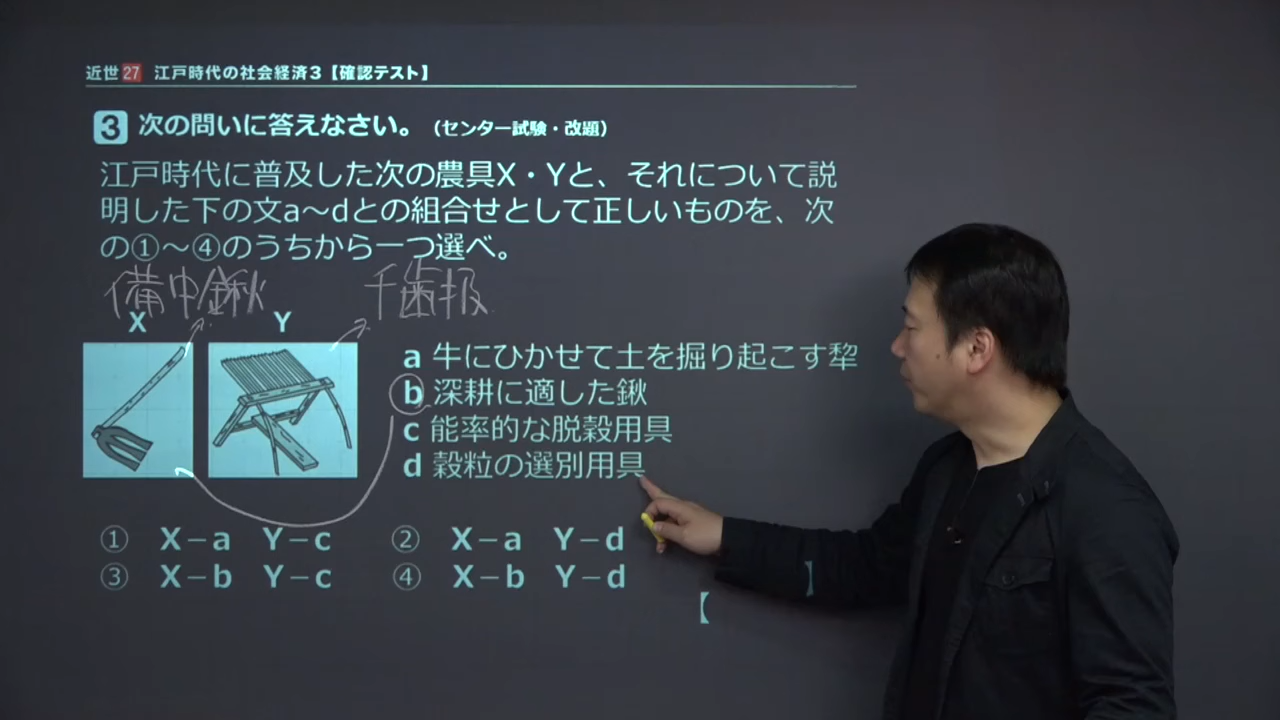 近世27 江戸時代の社会経済3【確認テスト】
3 次の問いに答えなさい。(センター試験・改題)
江戸時代に普及した次の農具X・Yと、それについて説
明した下の文a～dとの組合せとして正しいものを、次
の①～④のうちから一つ選べ。
備中鍬 千歯扱
X Y
a 牛にひかせて土を掘り起こす犂
b 深耕に適した鍬
c 能率的な脱穀用具
d 穀粒の選別用具
① X－a Y－c ② X－a Y－d
③ X－b Y－c ④ X－b Y－d
【 】